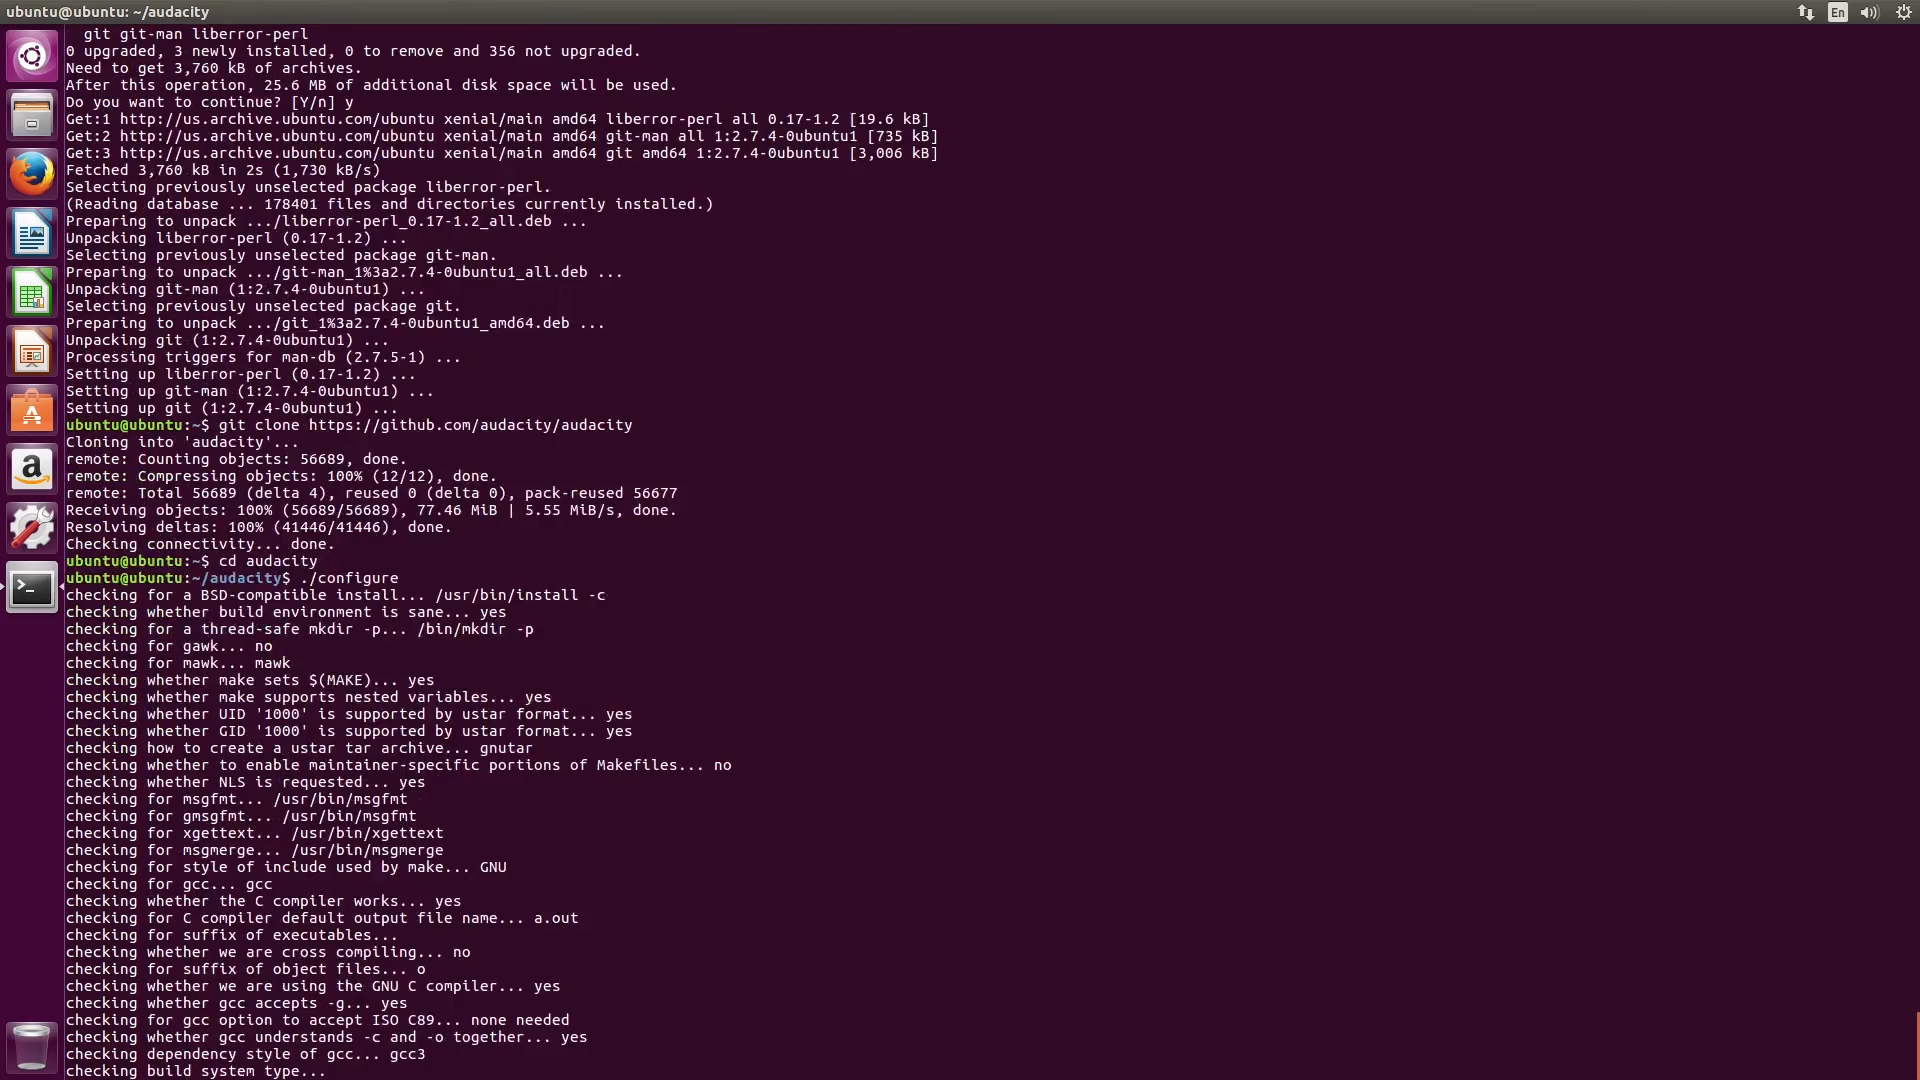 ubuntu@ubuntu: ~/audacity
En
git git-man liberror-perl
0 upgraded, 3 newly installed, 0 to remove and 356 not upgraded.
Need to get 3,760 kB of archives.
After this operation, 25.6 MB of additional disk space will be used.
Do you want to continue? [Y/n] y
Get:1 http://us.archive.ubuntu.com/ubuntu xenial/main amd64 liberror-perl all 0.17-1.2 [19.6 kB]
Get:2 http://us.archive.ubuntu.com/ubuntu xenial/main amd64 git-man all 1:2.7.4-0ubuntu1 [735 kB]
Get:3 http://us.archive.ubuntu.com/ubuntu xenial/main amd64 git amd64 1:2.7.4-0ubuntu1 [3,006 kB]
Fetched 3,760 kB in 2s (1,730 kB/s)
Selecting previously unselected package liberror-perl.
(Reading database ... 178401 files and directories currently installed.)
Preparing to unpack .../liberror-perl_0.17-1.2_all.deb ...
Unpacking liberror-perl (0.17-1.2) ...
Selecting previously unselected package git-man.
Preparing to unpack .../git-man_1%3a2.7.4-0ubuntu1_all.deb ...
Unpacking git-man (1:2.7.4-0ubuntu1) ...
Selecting previously unselected package git.
Preparing to unpack .../git_1%3a2.7.4-0ubuntu1_amd64.deb ...
Unpacking git (1:2.7.4-0ubuntu1) ...
Processing triggers for man-db (2.7.5-1) ...
Setting up liberror-perl (0.17-1.2) ...
Setting up git-man (1:2.7.4-0ubuntu1) ...
Setting up git (1:2.7.4-0ubuntu1) ...
ubuntu@ubuntu:~$ git clone https://github.com/audacity/audacity
Cloning into 'audacity'...
remote: Counting objects: 56689, done.
remote: Compressing objects: 100% (12/12), done.
remote: Total 56689 (delta 4), reused 0 (delta 0), pack-reused 56677
Receiving objects: 100% (56689/56689), 77.46 MiB | 5.55 MiB/s, done.
Resolving deltas: 100% (41446/41446), done.
Checking connectivity... done.
ubuntu@ubuntu:~$ cd audacity
ubuntu@ubuntu:~/audacity$ ./configure
checking for a BSD-compatible install... /usr/bin/install -c
checking whether build environment is sane... yes
checking for a thread-safe mkdir -p... /bin/mkdir -p
checking for gawk... no
checking for mawk... mawk
checking whether make sets $(MAKE)... yes
checking whether make supports nested variables... yes
checking whether UID '1000' is supported by ustar format... yes
checking whether GID '1000' is supported by ustar format... yes
checking how to create a ustar tar archive... gnutar
checking whether to enable maintainer-specific portions of Makefiles... no
checking whether NLS is requested... yes
checking for msgfmt... /usr/bin/msgfmt
checking for gmsgfmt... /usr/bin/msgfmt
checking for xgettext... /usr/bin/xgettext
checking for msgmerge... /usr/bin/msgmerge
checking for style of include used by make... GNU
checking for gcc... gcc
checking whether the C compiler works... yes
checking for C compiler default output file name... a.out
checking for suffix of executables...
checking whether we are cross compiling... no
checking for suffix of object files... o
checking whether we are using the GNU C compiler... yes
checking whether gcc accepts -g... yes
checking for gcc option to accept ISO C89... none needed
checking whether gcc understands -c and -o together... yes
checking dependency style of gcc... gcc3
checking build system type...